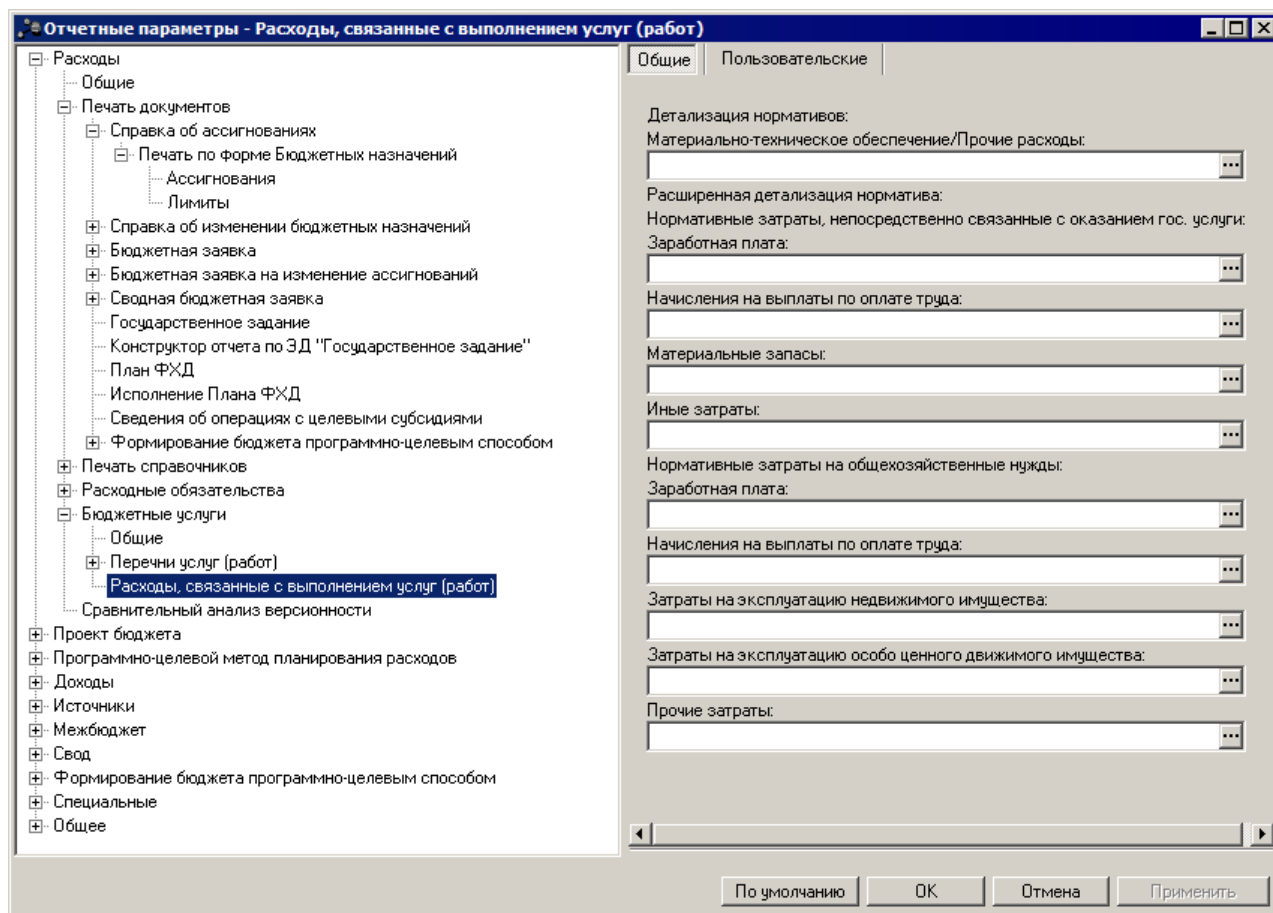 Отчетные параметры - Расходы, связанные с выполнением услуг (работ)
Расходы
Общие
Печать документов
Справка об ассигнованиях
Печать по форме Бюджетных назначений
Ассигнования
Лимиты
Справка об изменении бюджетных назначений
Бюджетная заявка
Бюджетная заявка на изменение ассигнований
Сводная бюджетная заявка
Государственное задание
Конструктор отчета по ЭД "Государственное задание"
План ФХД
Исполнение Плана ФХД
Сведения об операциях с целевыми субсидиями
Формирование бюджета программно-целевым способом
Печать справочников
Расходные обязательства
Бюджетные услуги
Общие
Перечни услуг (работ)
Расходы, связанные с выполнением услуг (работ)
Сравнительный анализ версионности
Проект бюджета
Программно-целевой метод планирования расходов
Доходы
Источники
Межбюджет
Свод
Формирование бюджета программно-целевым способом
Специальные
Общее
Общие
Пользовательские
Детализация нормативов:
Материально-техническое обеспечение/Прочие расходы:
...
Расширенная детализация норматива:
Нормативные затраты, непосредственно связанные с оказанием гос. услуги:
Заработная плата:
...
Начисления на выплаты по оплате труда:
...
Материальные запасы:
...
Иные затраты:
...
Нормативные затраты на общехозяйственные нужды:
Заработная плата:
...
Начисления на выплаты по оплате труда:
...
Затраты на эксплуатацию недвижимого имущества:
...
Затраты на эксплуатацию особо ценного движимого имущества:
...
Прочие затраты:
...
По умолчанию
ОК
Отмена
Применить